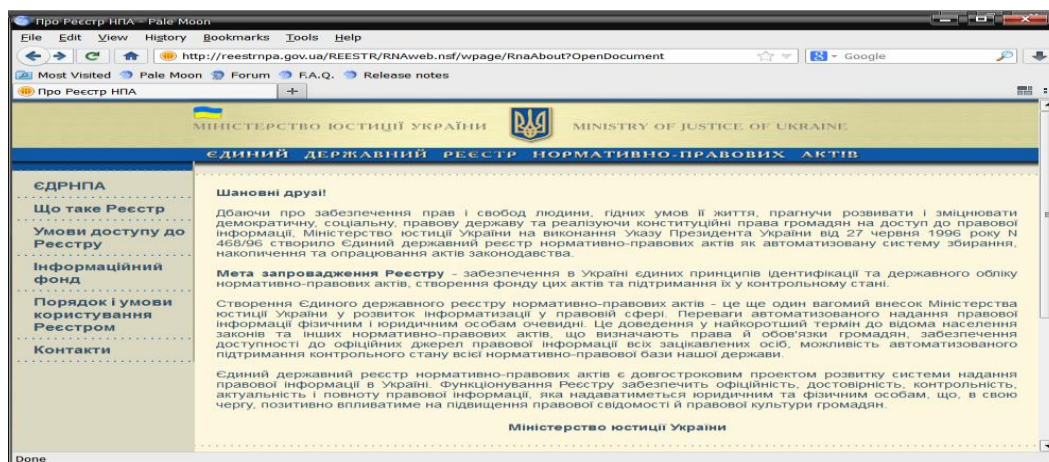 Про Реєстр НПА - Pale Moon
File Edit View History Bookmarks Tools Help
http://reestrnpa.gov.ua/REESTR/RNAweb.nsf/wpage/RnaAbout?OpenDocument
Google
Most Visited Pale Moon Forum F.A.Q. Release notes
Про Реєстр НПА
МІНІСТЕРСТВО ЮСТИЦІЇ УКРАЇНИ MINISTRY OF JUSTICE OF UKRAINE
ЄДИНИЙ ДЕРЖАВНИЙ РЕЄСТР НОРМАТИВНО-ПРАВОВИХ АКТІВ
ЄДРНПА
Що таке Реєстр
Умови доступу до
Реєстру
Інформаційний
фонд
Порядок і умови
користування
Реєстром
Контакти
Шановні друзі!
Дбаючи про забезпечення прав і свобод людини, гідних умов її життя, прагнучи розвивати і зміцнювати
демократичну, соціальну, правову державу та реалізуючи конституційні права громадян на доступ до правової
інформації, Міністерство юстиції України на виконання Указу Президента України від 27 червня 1996 року N
468/96 створило Єдиний державний реєстр нормативно-правових актів як автоматизовану систему збирання,
накопичення та опрацювання актів законодавства.
Мета запровадження Реєстру - забезпечення в Україні єдиних принципів ідентифікації та державного обліку
нормативно-правових актів, створення фонду цих актів та підтримання їх у контрольному стані.
Створення Єдиного державного реєстру нормативно-правових актів - це ще один вагомий внесок Міністерства
юстиції України у розвиток інформатизації у правовій сфері. Переваги автоматизованого надання правової
інформації фізичним і юридичним особам очевидні. Це доведення у найкоротший термін до відома населення
законів та інших нормативно-правових актів, що визначають права й обов'язки громадян, забезпечення
доступності до офіційних джерел правової інформації всіх зацікавлених осіб, можливість автоматизованого
підтримання контрольного стану всієї нормативно-правової бази нашої держави.
Єдиний державний реєстр нормативно-правових актів є довгостроковим проектом розвитку системи надання
правової інформації в Україні. Функціонування Реєстру забезпечить офіційність, достовірність, контрольність,
актуальність і повноту правової інформації, яка надаватиметься юридичним та фізичним особам, що, в свою
чергу, позитивно впливатиме на підвищення правової свідомості й правової культури громадян.
Міністерство юстиції України
Done